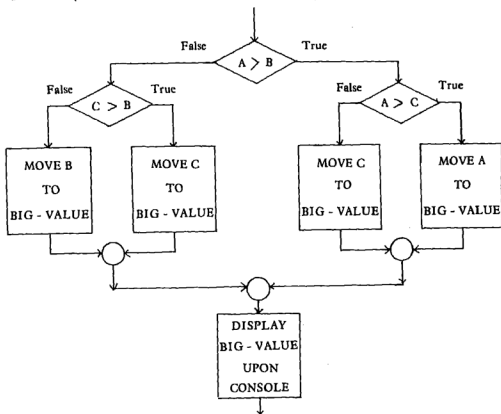 False
True
A > B
False
True
False
True
C > B
A > C
MOVE B
TO
BIG - VALUE
MOVE C
TO
BIG - VALUE
MOVE C
TO
BIG - VALUE
MOVE A
TO
BIG - VALUE
DISPLAY
BIG - VALUE
UPON
CONSOLE